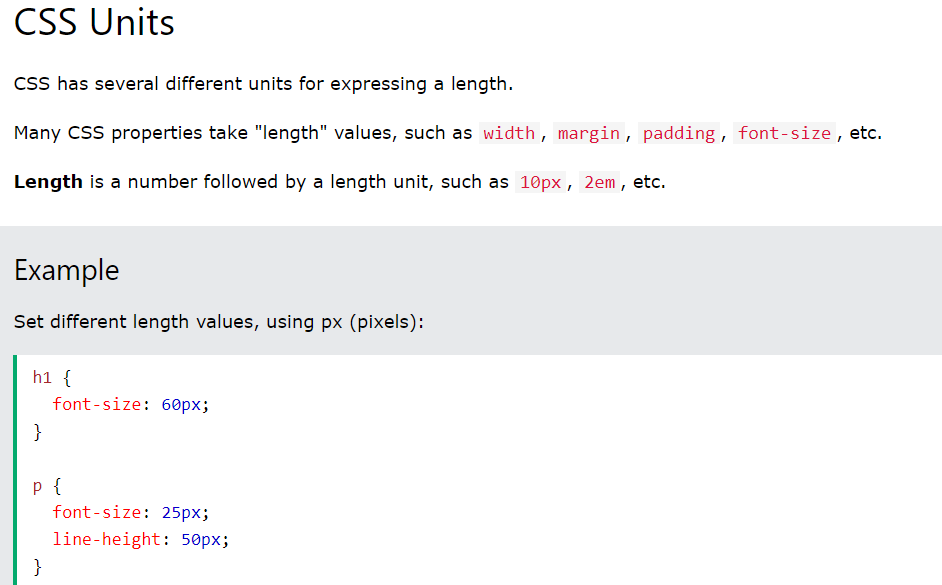 CSS Units
CSS has several different units for expressing a length.
Many CSS properties take "length" values, such as width, margin, padding, font-size, etc.
Length is a number followed by a length unit, such as 10px, 2em, etc.
Example
Set different length values, using px (pixels):
h1 {
  font-size: 60px;
}
p {
  font-size: 25px;
  line-height: 50px;
}